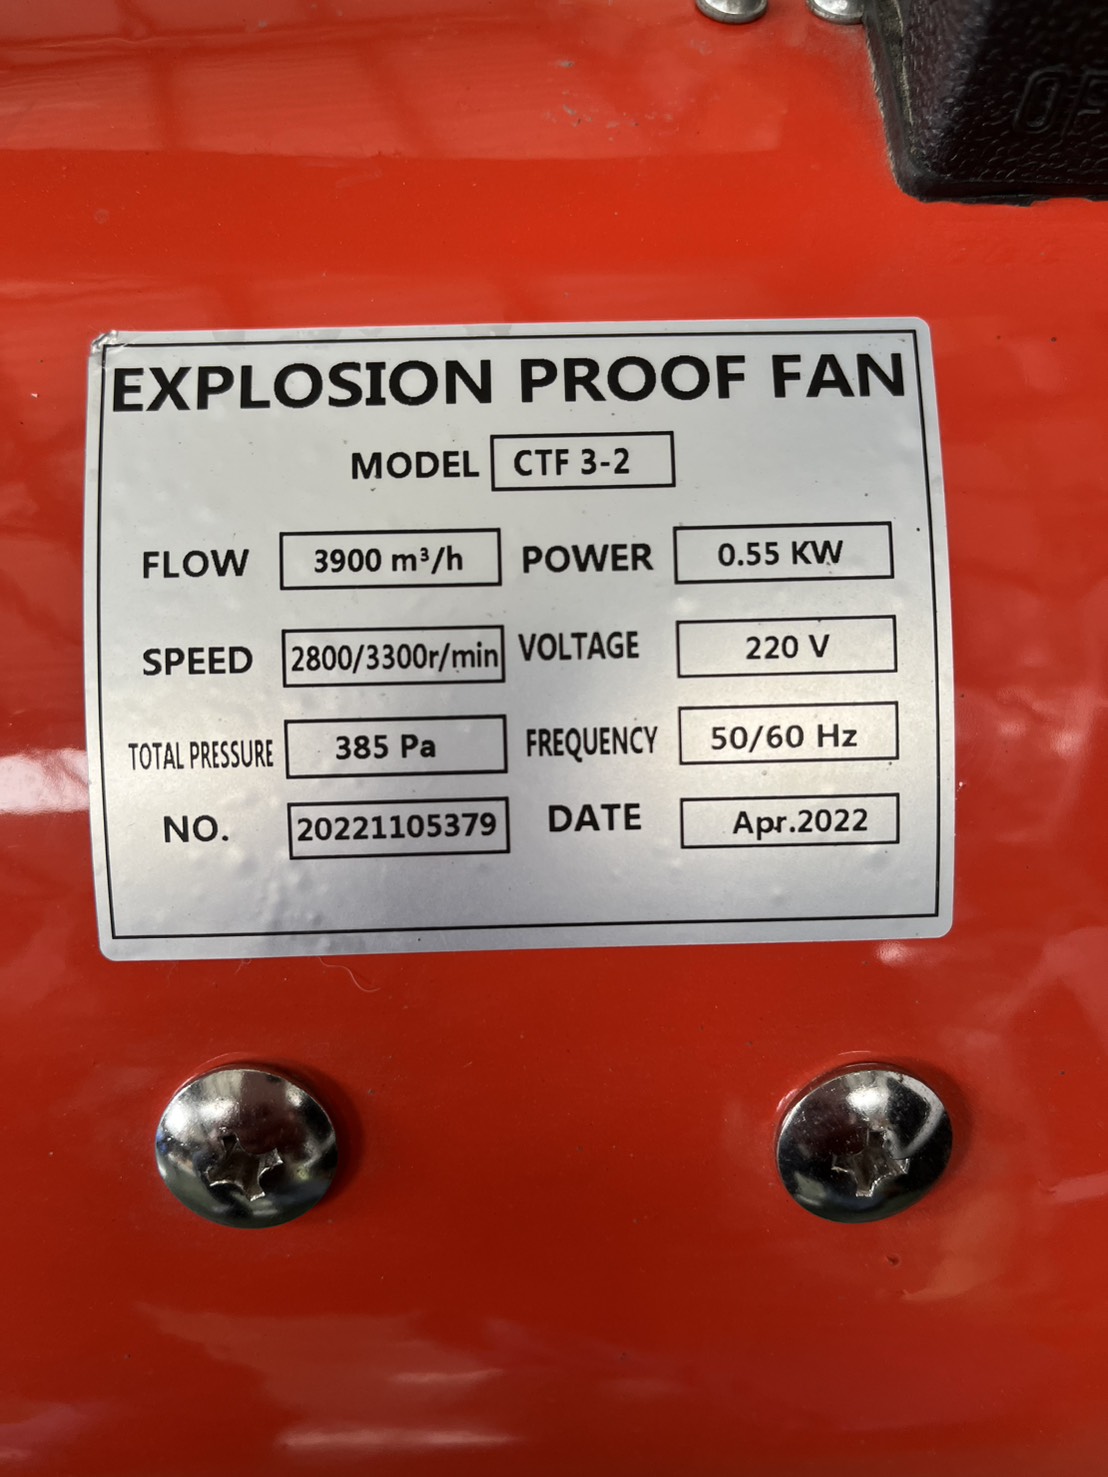 EXPLOSION PROOF FAN
MODEL CTF 3-2
FLOW 3900 m³/h POWER 0.55 KW
SPEED 2800/3300r/min VOLTAGE 220 V
TOTAL PRESSURE 385 Pa FREQUENCY 50/60 Hz
NO. 20221105379 DATE Apr.2022